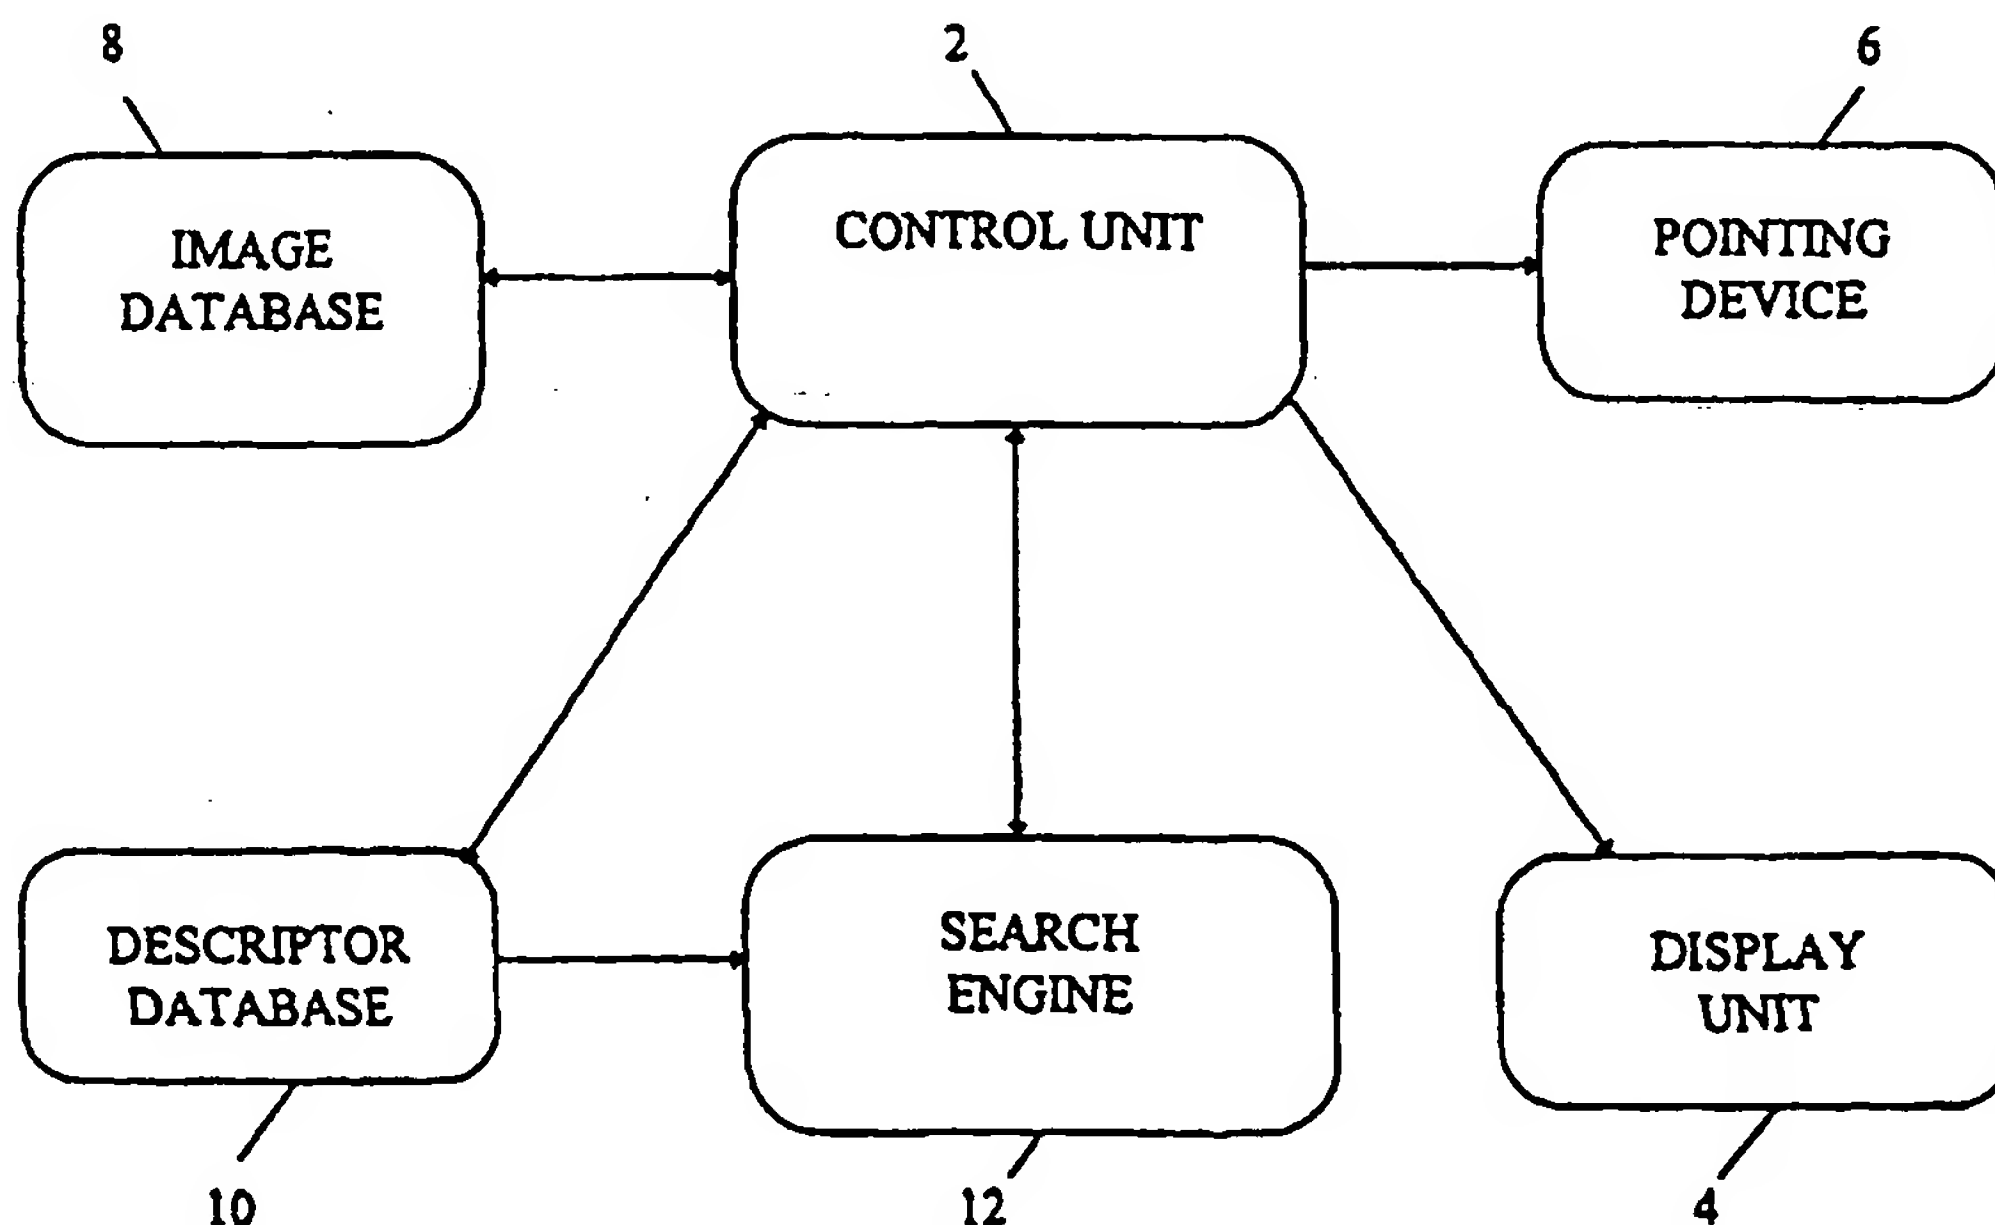 8
2
6
IMAGE
DATABASE
CONTROL UNIT
POINTING
DEVICE
DESCRIPTOR
DATABASE
SEARCH
ENGINE
DISPLAY
UNIT
10
12
4